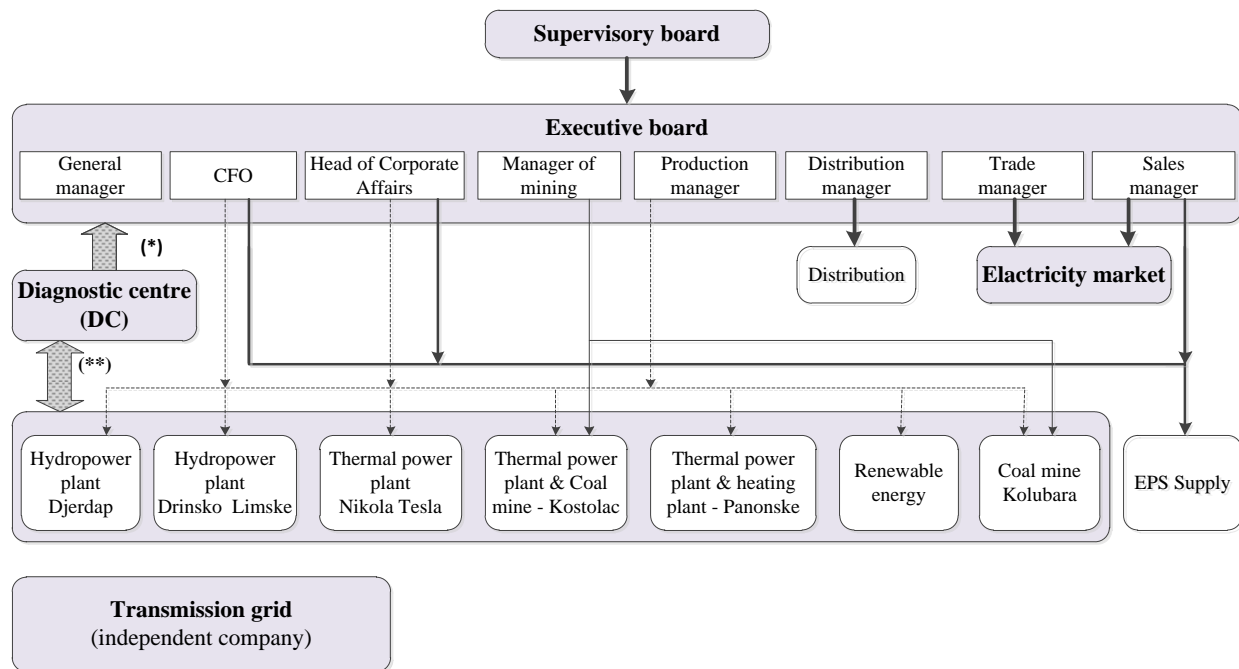 Supervisory board
Executive board
General
manager
CFO
Head of Corporate
Affairs
Manager of
mining
Production
manager
Distribution
manager
Trade
manager
Sales
manager
(*)
Diagnostic centre
(DC)
Distribution
Elactricity market
(**)
Hydropower
plant
Djerdap
Hydropower
plant
Drinsko Limske
Thermal power
plant
Nikola Tesla
Thermal power
plant & Coal
mine - Kostolac
Thermal power
plant & heating
plant - Panonske
Renewable
energy
Coal mine
Kolubara
EPS Supply
Transmission grid
(independent company)